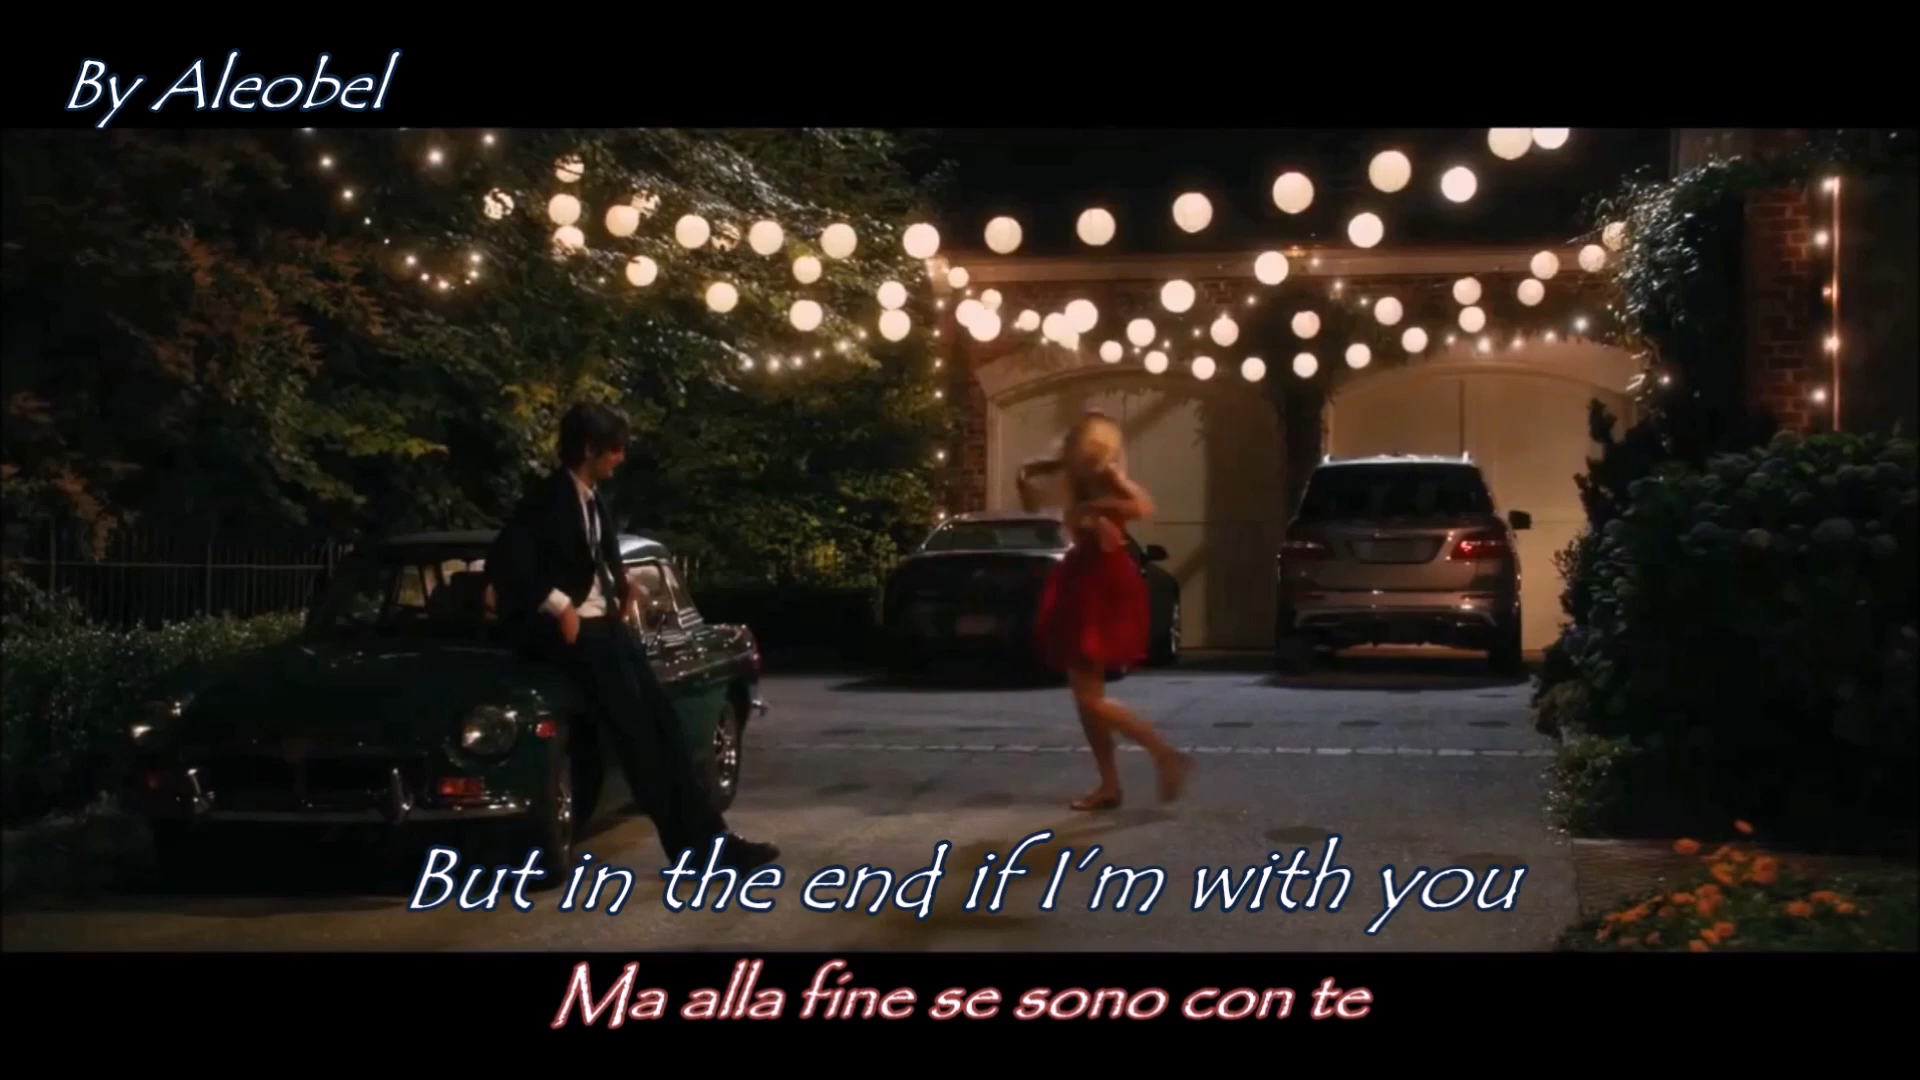 By Aleobel
But in the end if I'm with you
Ma alla fine se sono con te